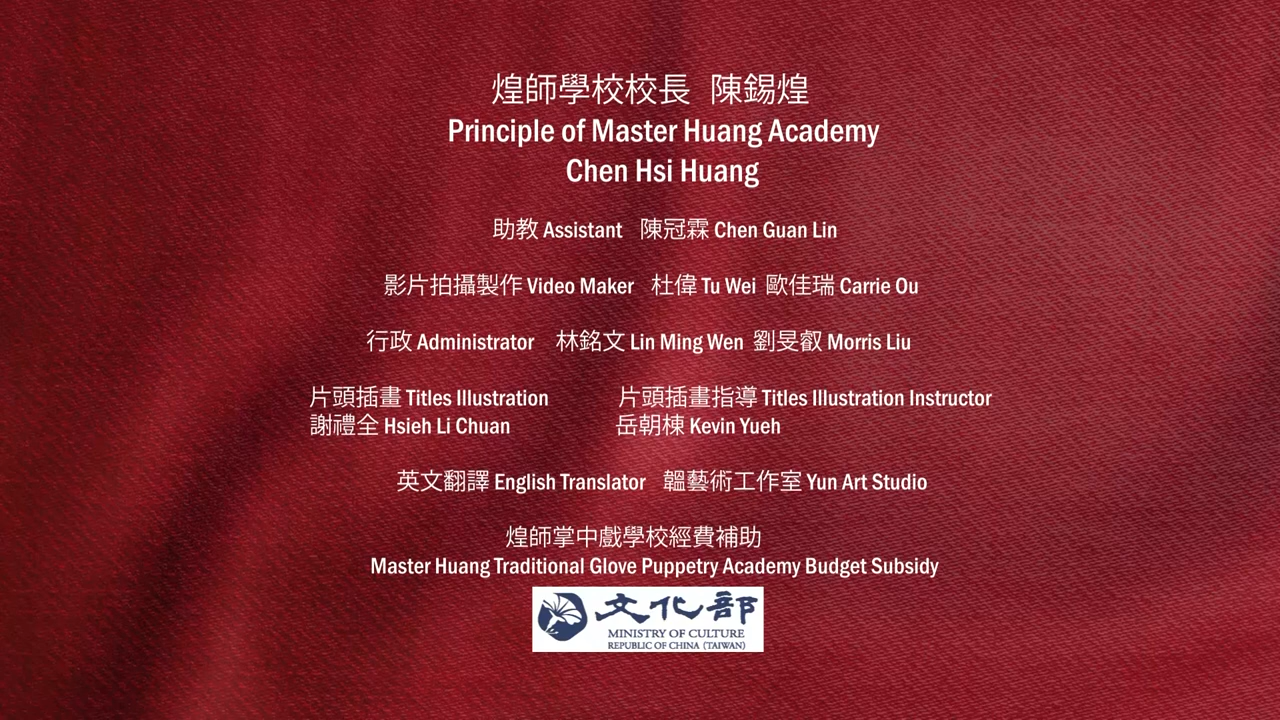 煌師學校校長 陳錫煌
Principle of Master Huang Academy
Chen Hsi Huang
助教 Assistant 陳冠霖 Chen Guan Lin
影片拍攝製作 Video Maker 杜偉 Tu Wei 歐佳瑞 Carrie Ou
行政 Administrator 林銘文 Lin Ming Wen 劉旻叡 Morris Liu
片頭插畫 Titles Illustration 片頭插畫指導 Titles Illustration Instructor
謝禮全 Hsieh Li Chuan 岳朝棟 Kevin Yueh
英文翻譯 English Translator 韞藝術工作室 Yun Art Studio
煌師掌中戲學校經費補助
Master Huang Traditional Glove Puppetry Academy Budget Subsidy
文化部
MINISTRY OF CULTURE
REPUBLIC OF CHINA (TAIWAN)